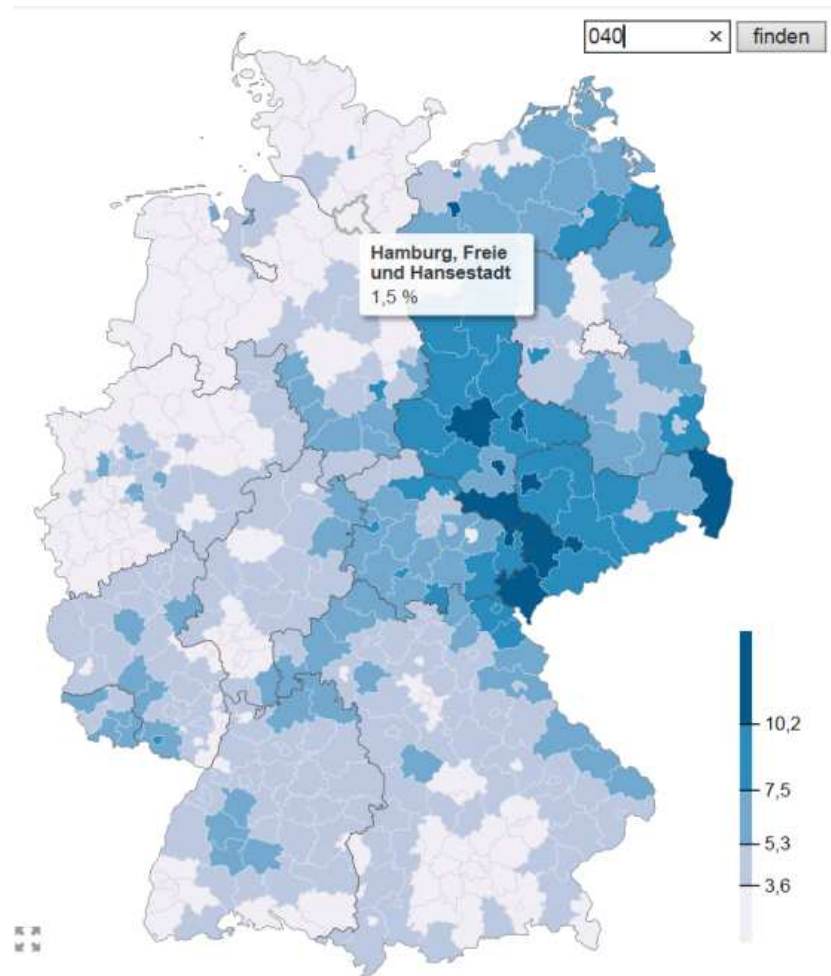 040
×
finden
Hamburg, Freie
und Hansestadt
1,5 %
10,2
7,5
5,3
3,6